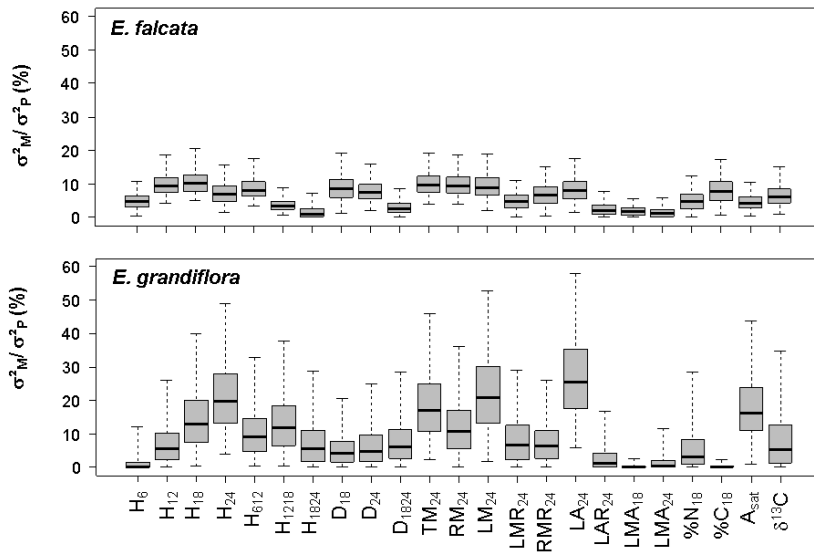 E. falcata
σ²M/ σ²P (%)
60
50
40
30
20
10
0
E. grandiflora
σ²M/ σ²P (%)
60
50
40
30
20
10
0
H₆ H₁₂ H₁₈ H₂₄ H₆₁₂ H₁₂₁₈ H₁₈₂₄ D₁₈ D₂₄ D₁₈₂₄ TM₂₄ RM₂₄ LM₂₄ LMR₂₄ RMR₂₄ LA₂₄ LAR₂₄ LMA₁₈ LMA₂₄ %N₁₈ %C₁₈ Asat δ¹³C